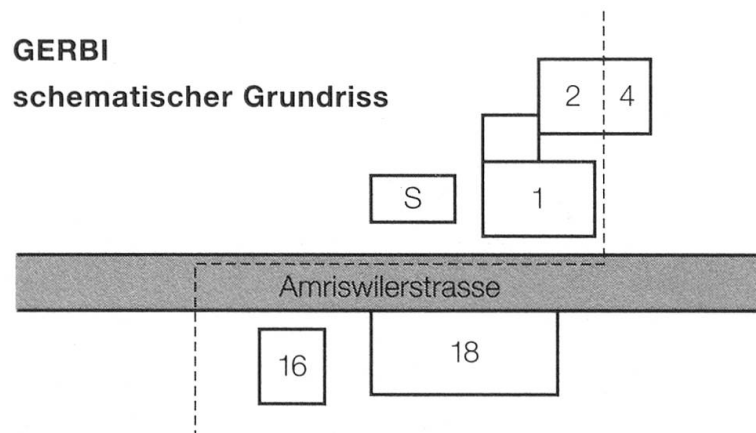 GERBI
schematischer Grundriss
2 4
S 1
Amriswilerstrasse
16 18